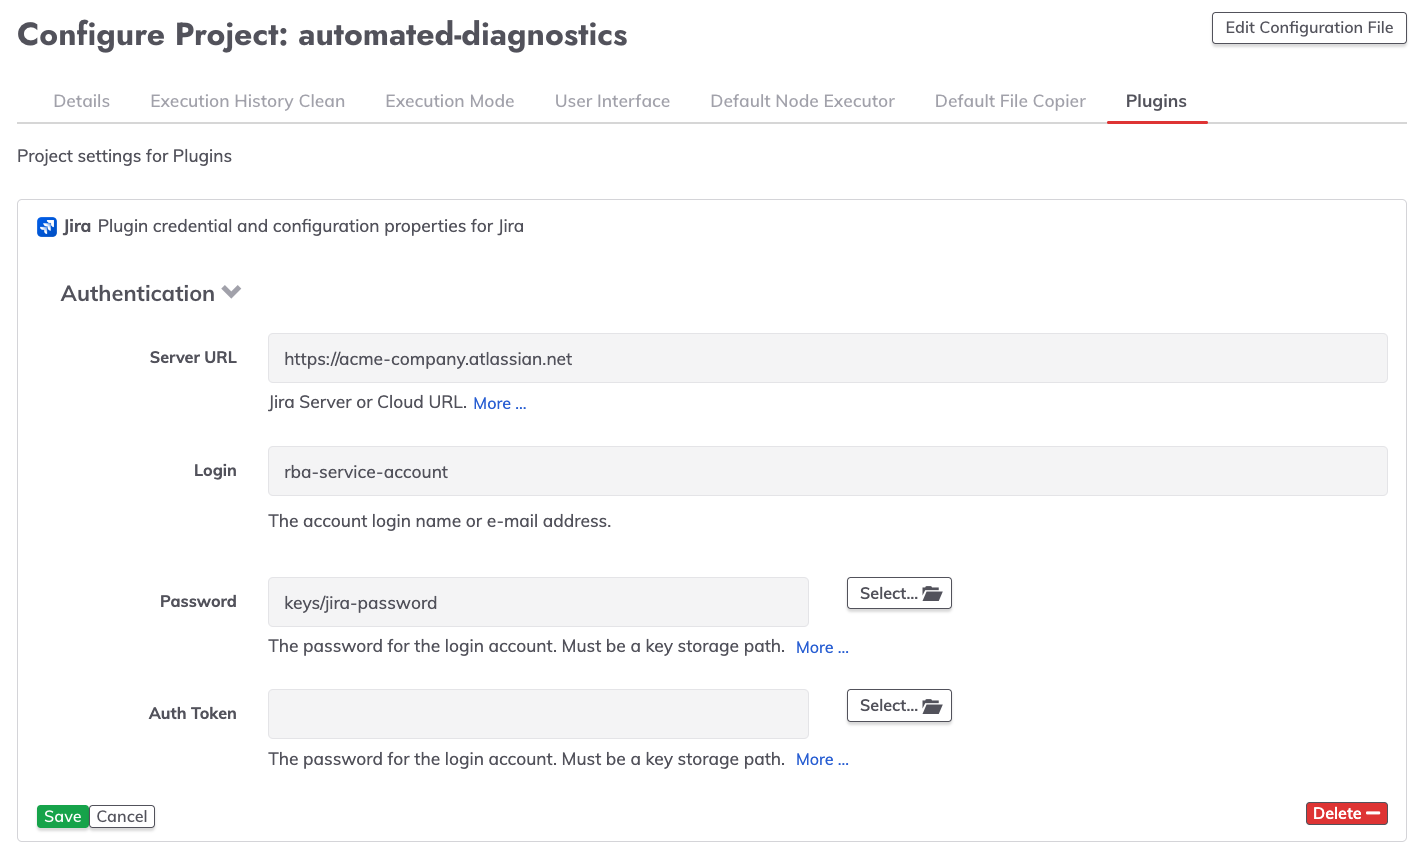 Configure Project: automated-diagnostics
Edit Configuration File
Details Execution History Clean Execution Mode User Interface Default Node Executor Default File Copier Plugins
Project settings for Plugins
Jira Plugin credential and configuration properties for Jira
Authentication
Server URL
https://acme-company.atlassian.net
Jira Server or Cloud URL. More ...
Login
rba-service-account
The account login name or e-mail address.
Password
keys/jira-password
Select...
The password for the login account. Must be a key storage path. More ...
Auth Token
Select...
The password for the login account. Must be a key storage path. More ...
Save Cancel
Delete